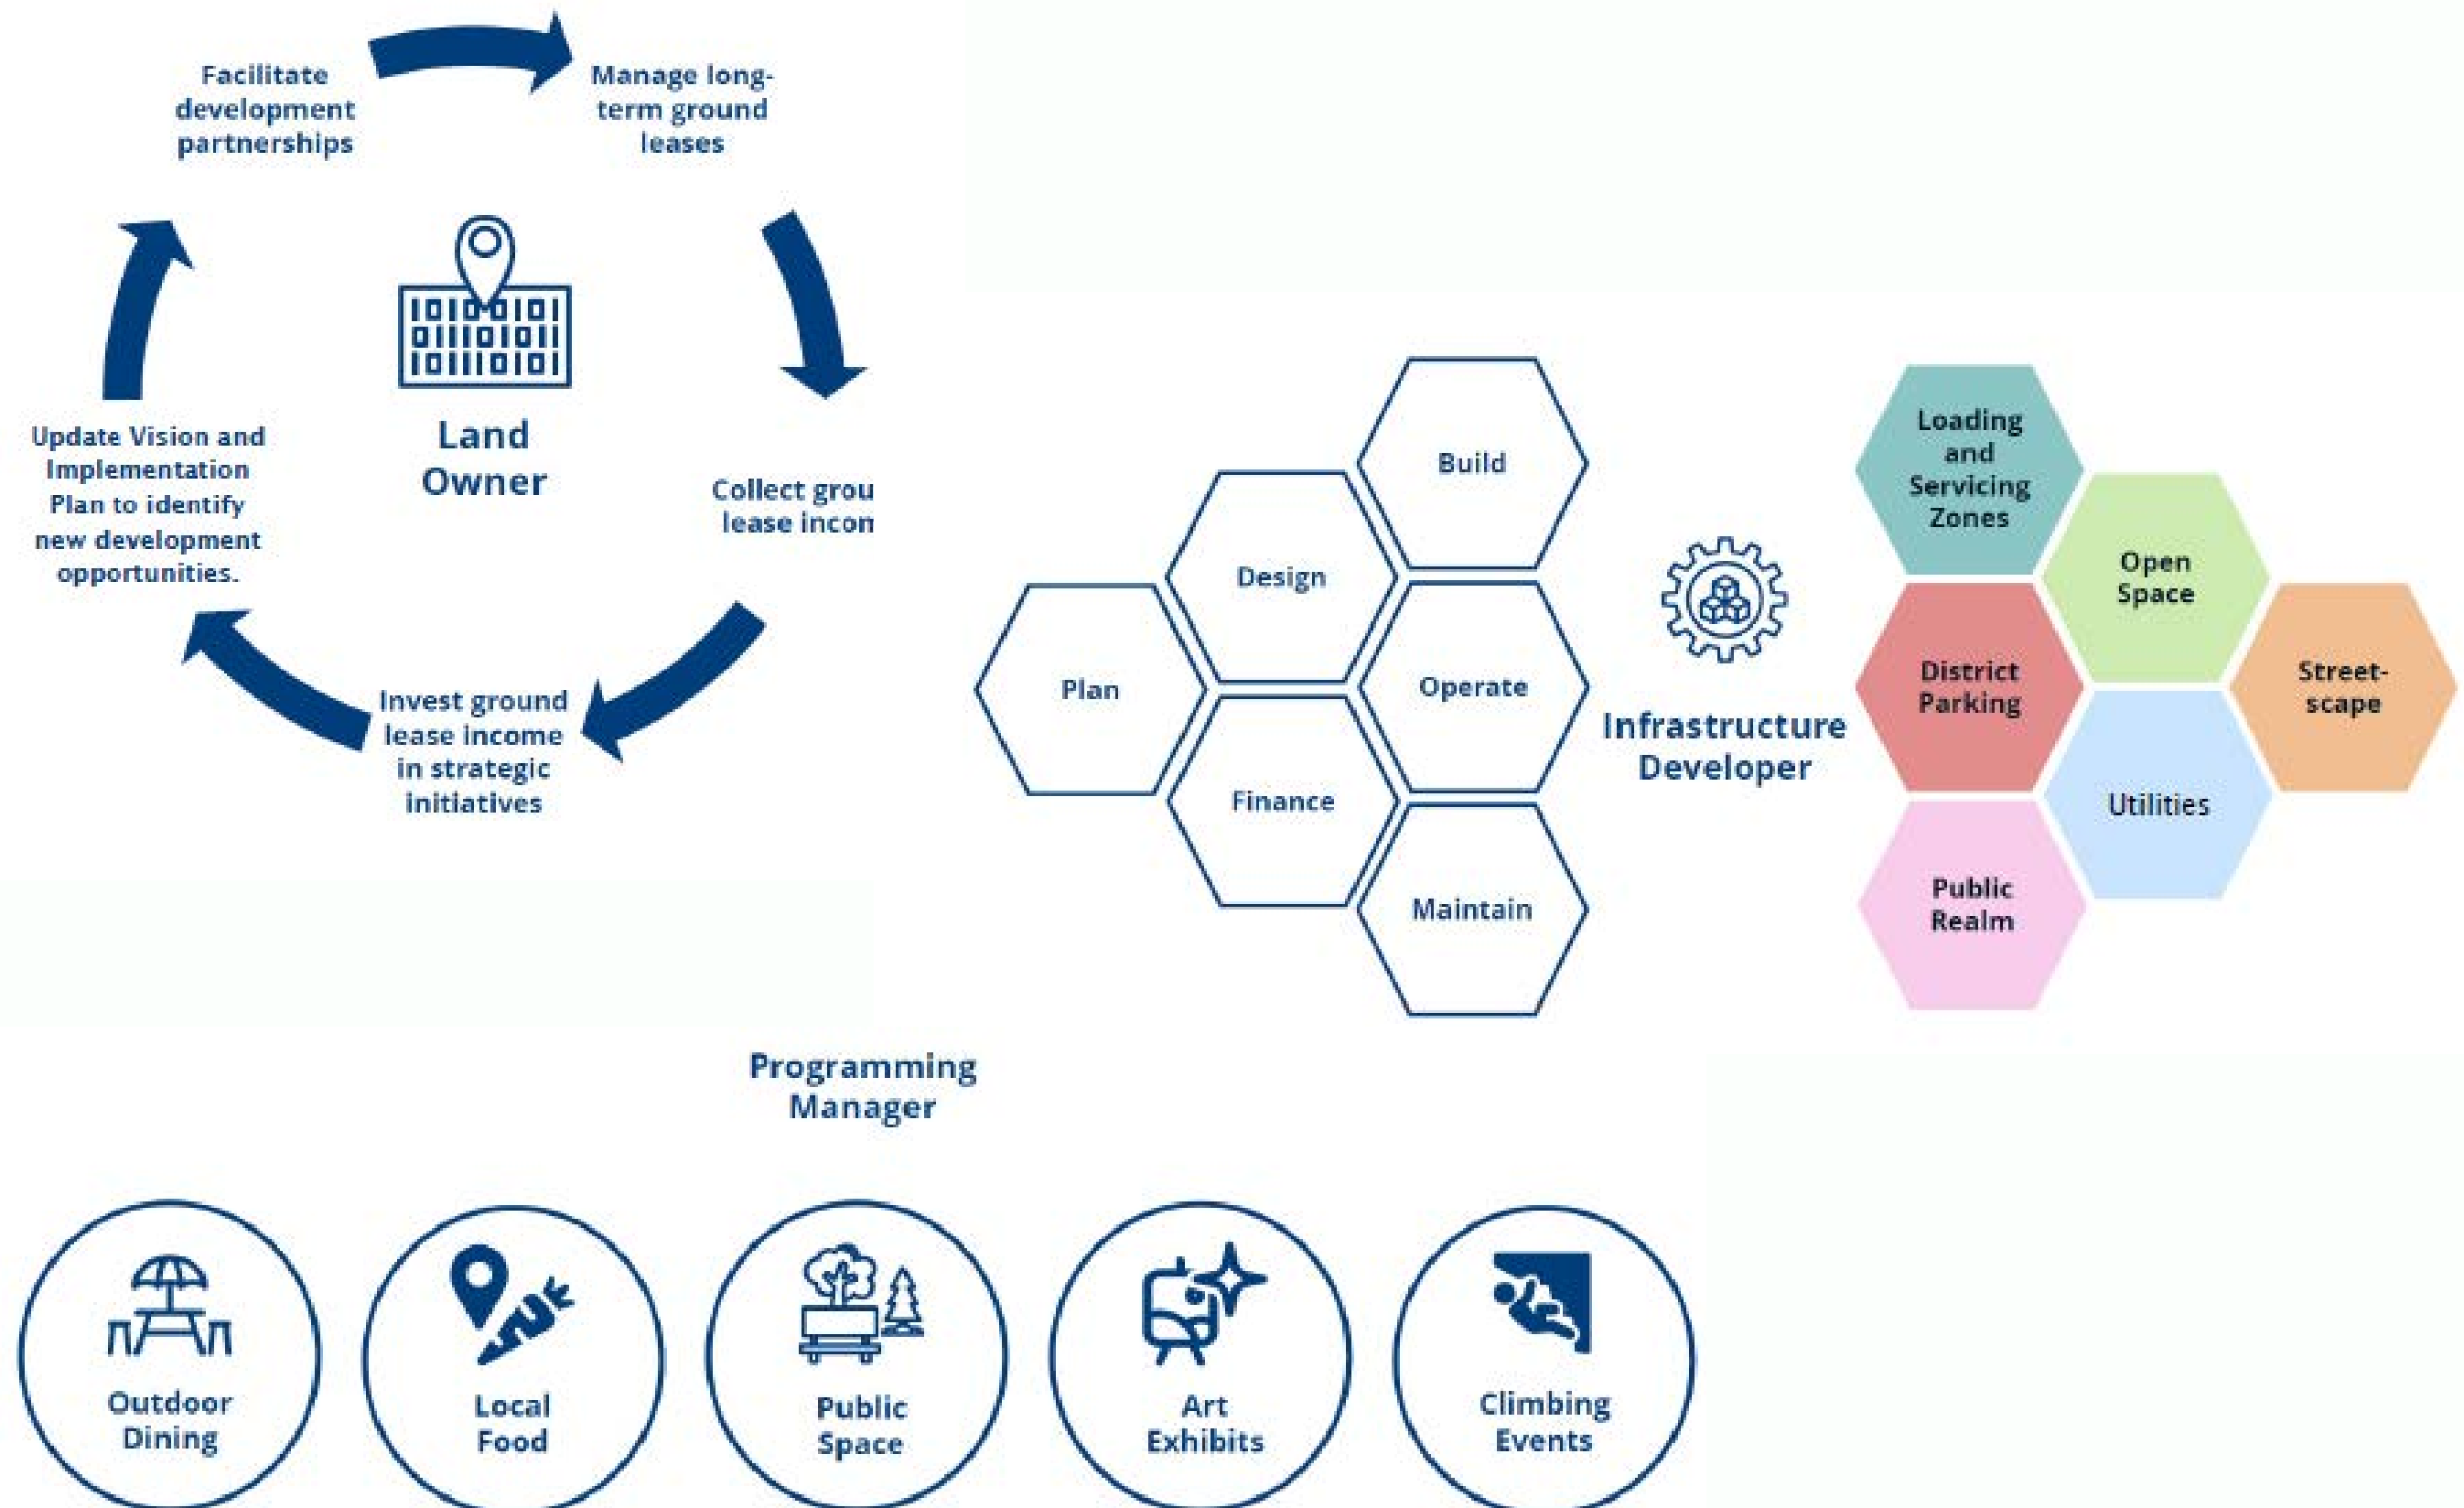 Facilitate
development
partnerships
Manage long-
term ground
leases
Land
Owner
Update Vision and
Implementation
Plan to identify
new development
opportunities.
Collect grou
lease incon
Invest ground
lease income
in strategic
initiatives
Build
Design
Plan
Operate
Finance
Maintain
Infrastructure
Developer
Loading
and
Servicing
Zones
Open
Space
District
Parking
Street-
scape
Utilities
Public
Realm
Programming
Manager
Outdoor
Dining
Local
Food
Public
Space
Art
Exhibits
Climbing
Events